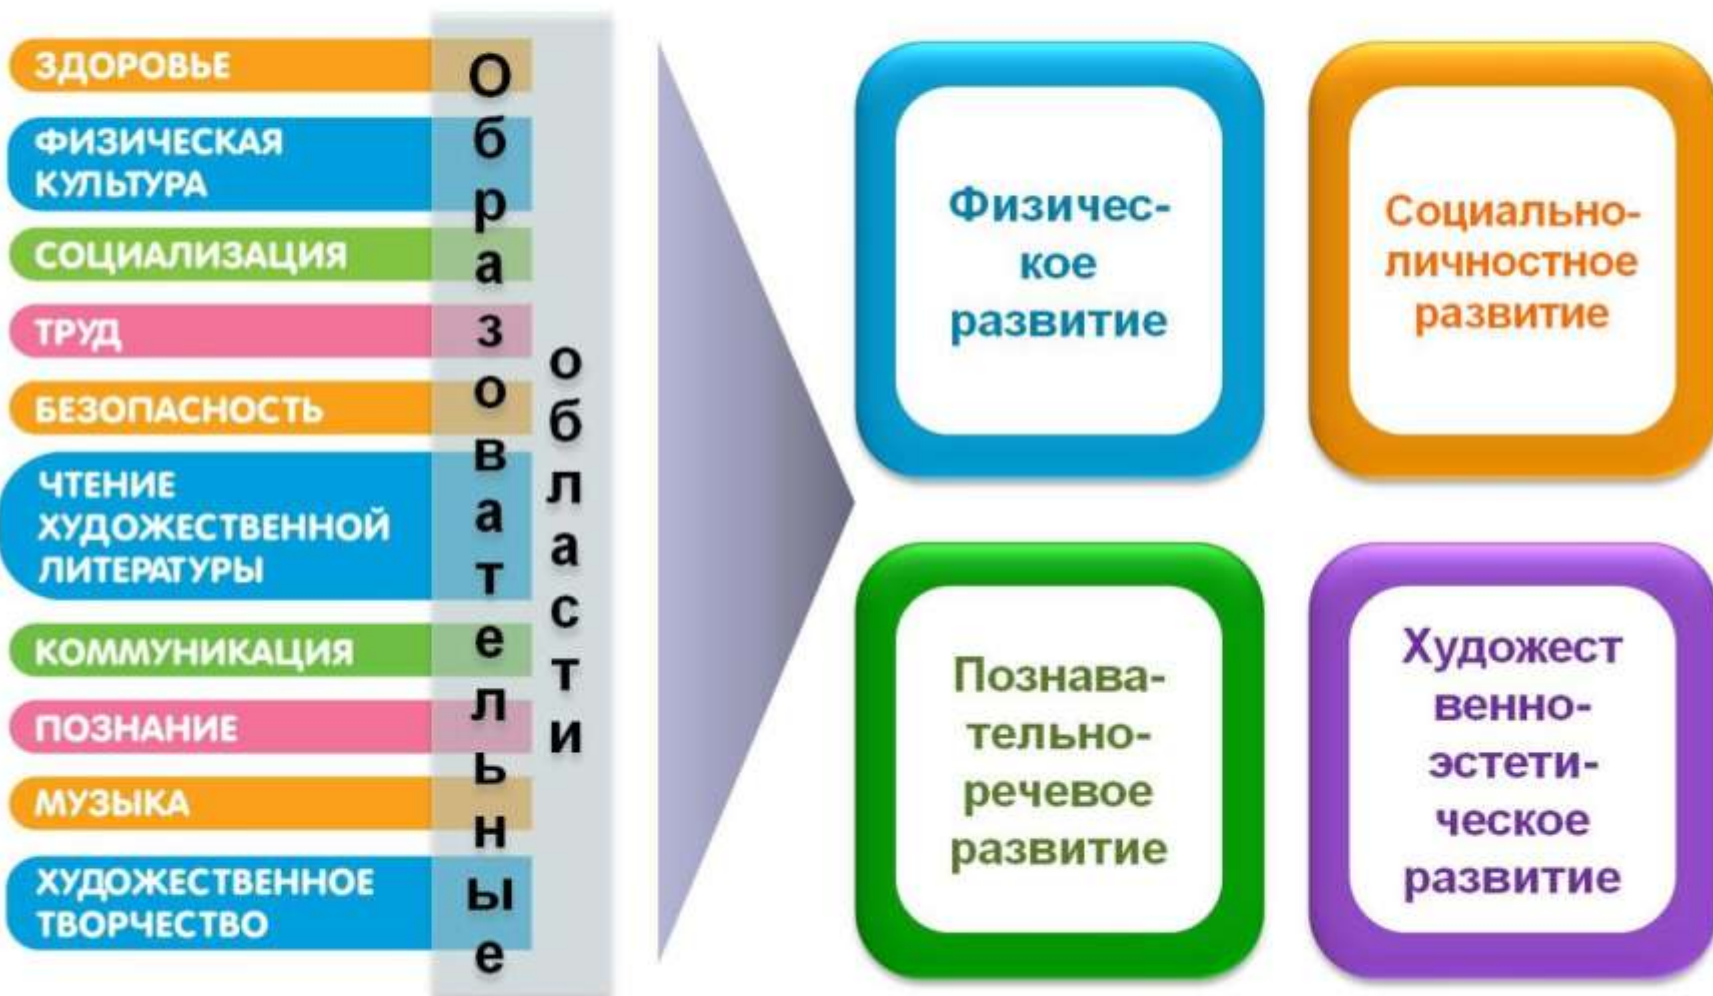 ЗДОРОВЬЕ
ФИЗИЧЕСКАЯ
КУЛЬТУРА
СОЦИАЛИЗАЦИЯ
ТРУД
БЕЗОПАСНОСТЬ
ЧТЕНИЕ
ХУДОЖЕСТВЕННОЙ
ЛИТЕРАТУРЫ
КОММУНИКАЦИЯ
ПОЗНАНИЕ
МУЗЫКА
ХУДОЖЕСТВЕННОЕ
ТВОРЧЕСТВО
Образовательные
области
Физичес-
кое
развитие
Социально-
личностное
развитие
Познава-
тельно-
речевое
развитие
Художест
венно-
эстети-
ческое
развитие